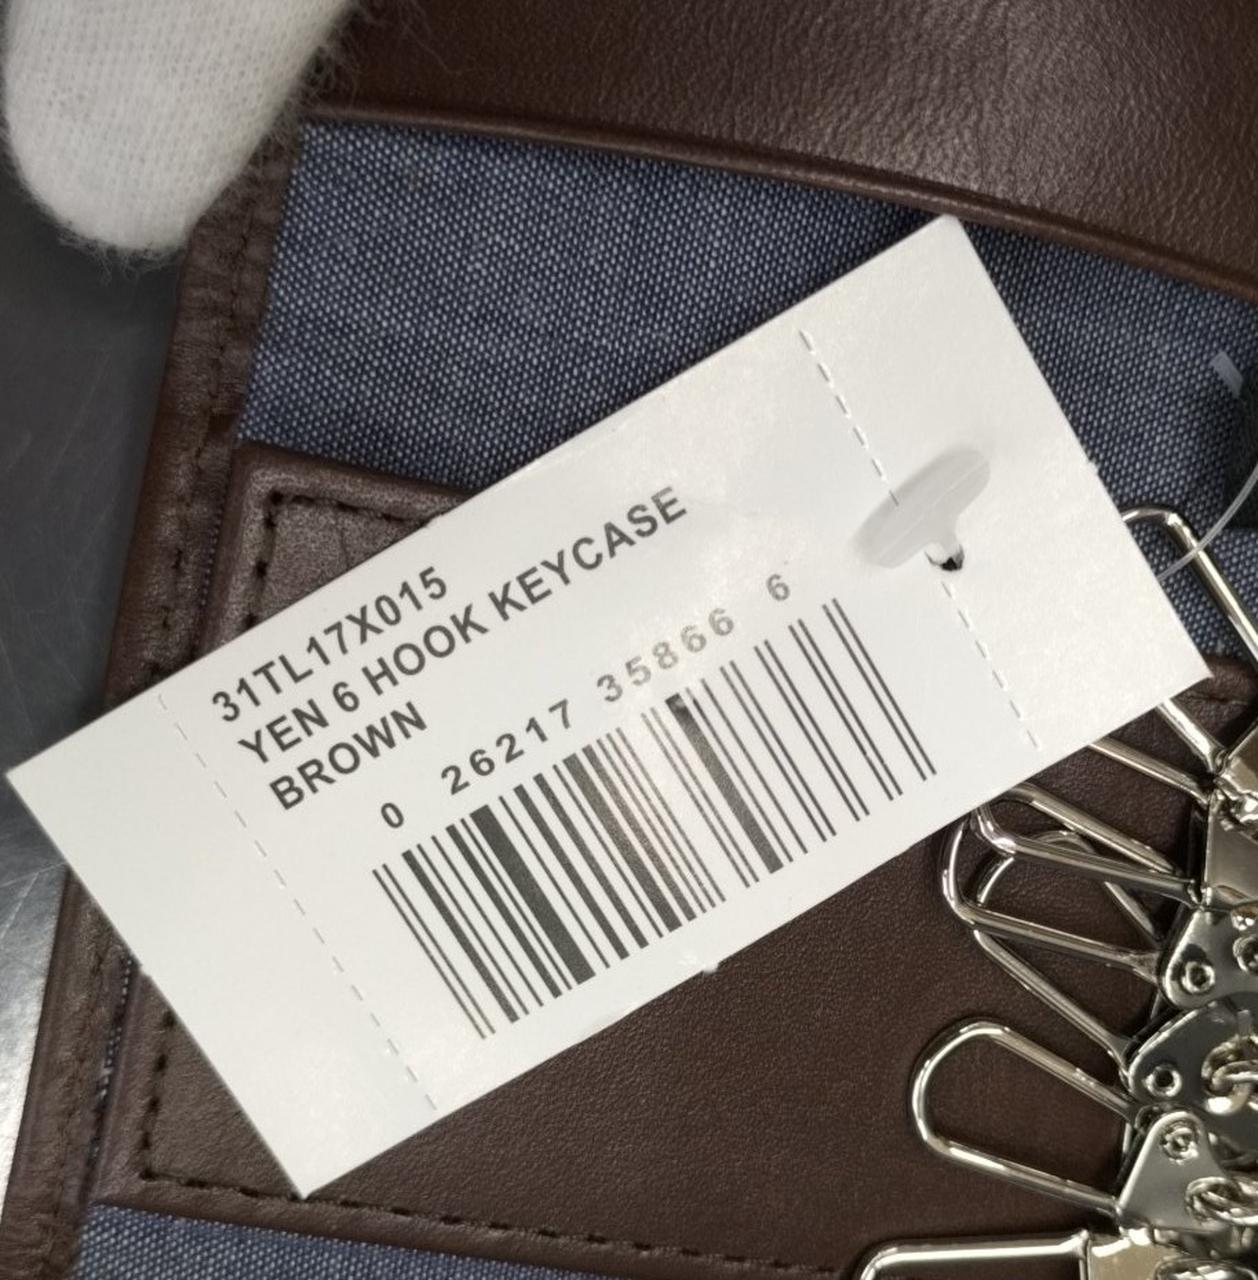 31TL17X015
YEN 6 HOOK KEYCASE
BROWN
0 26217 35866 6